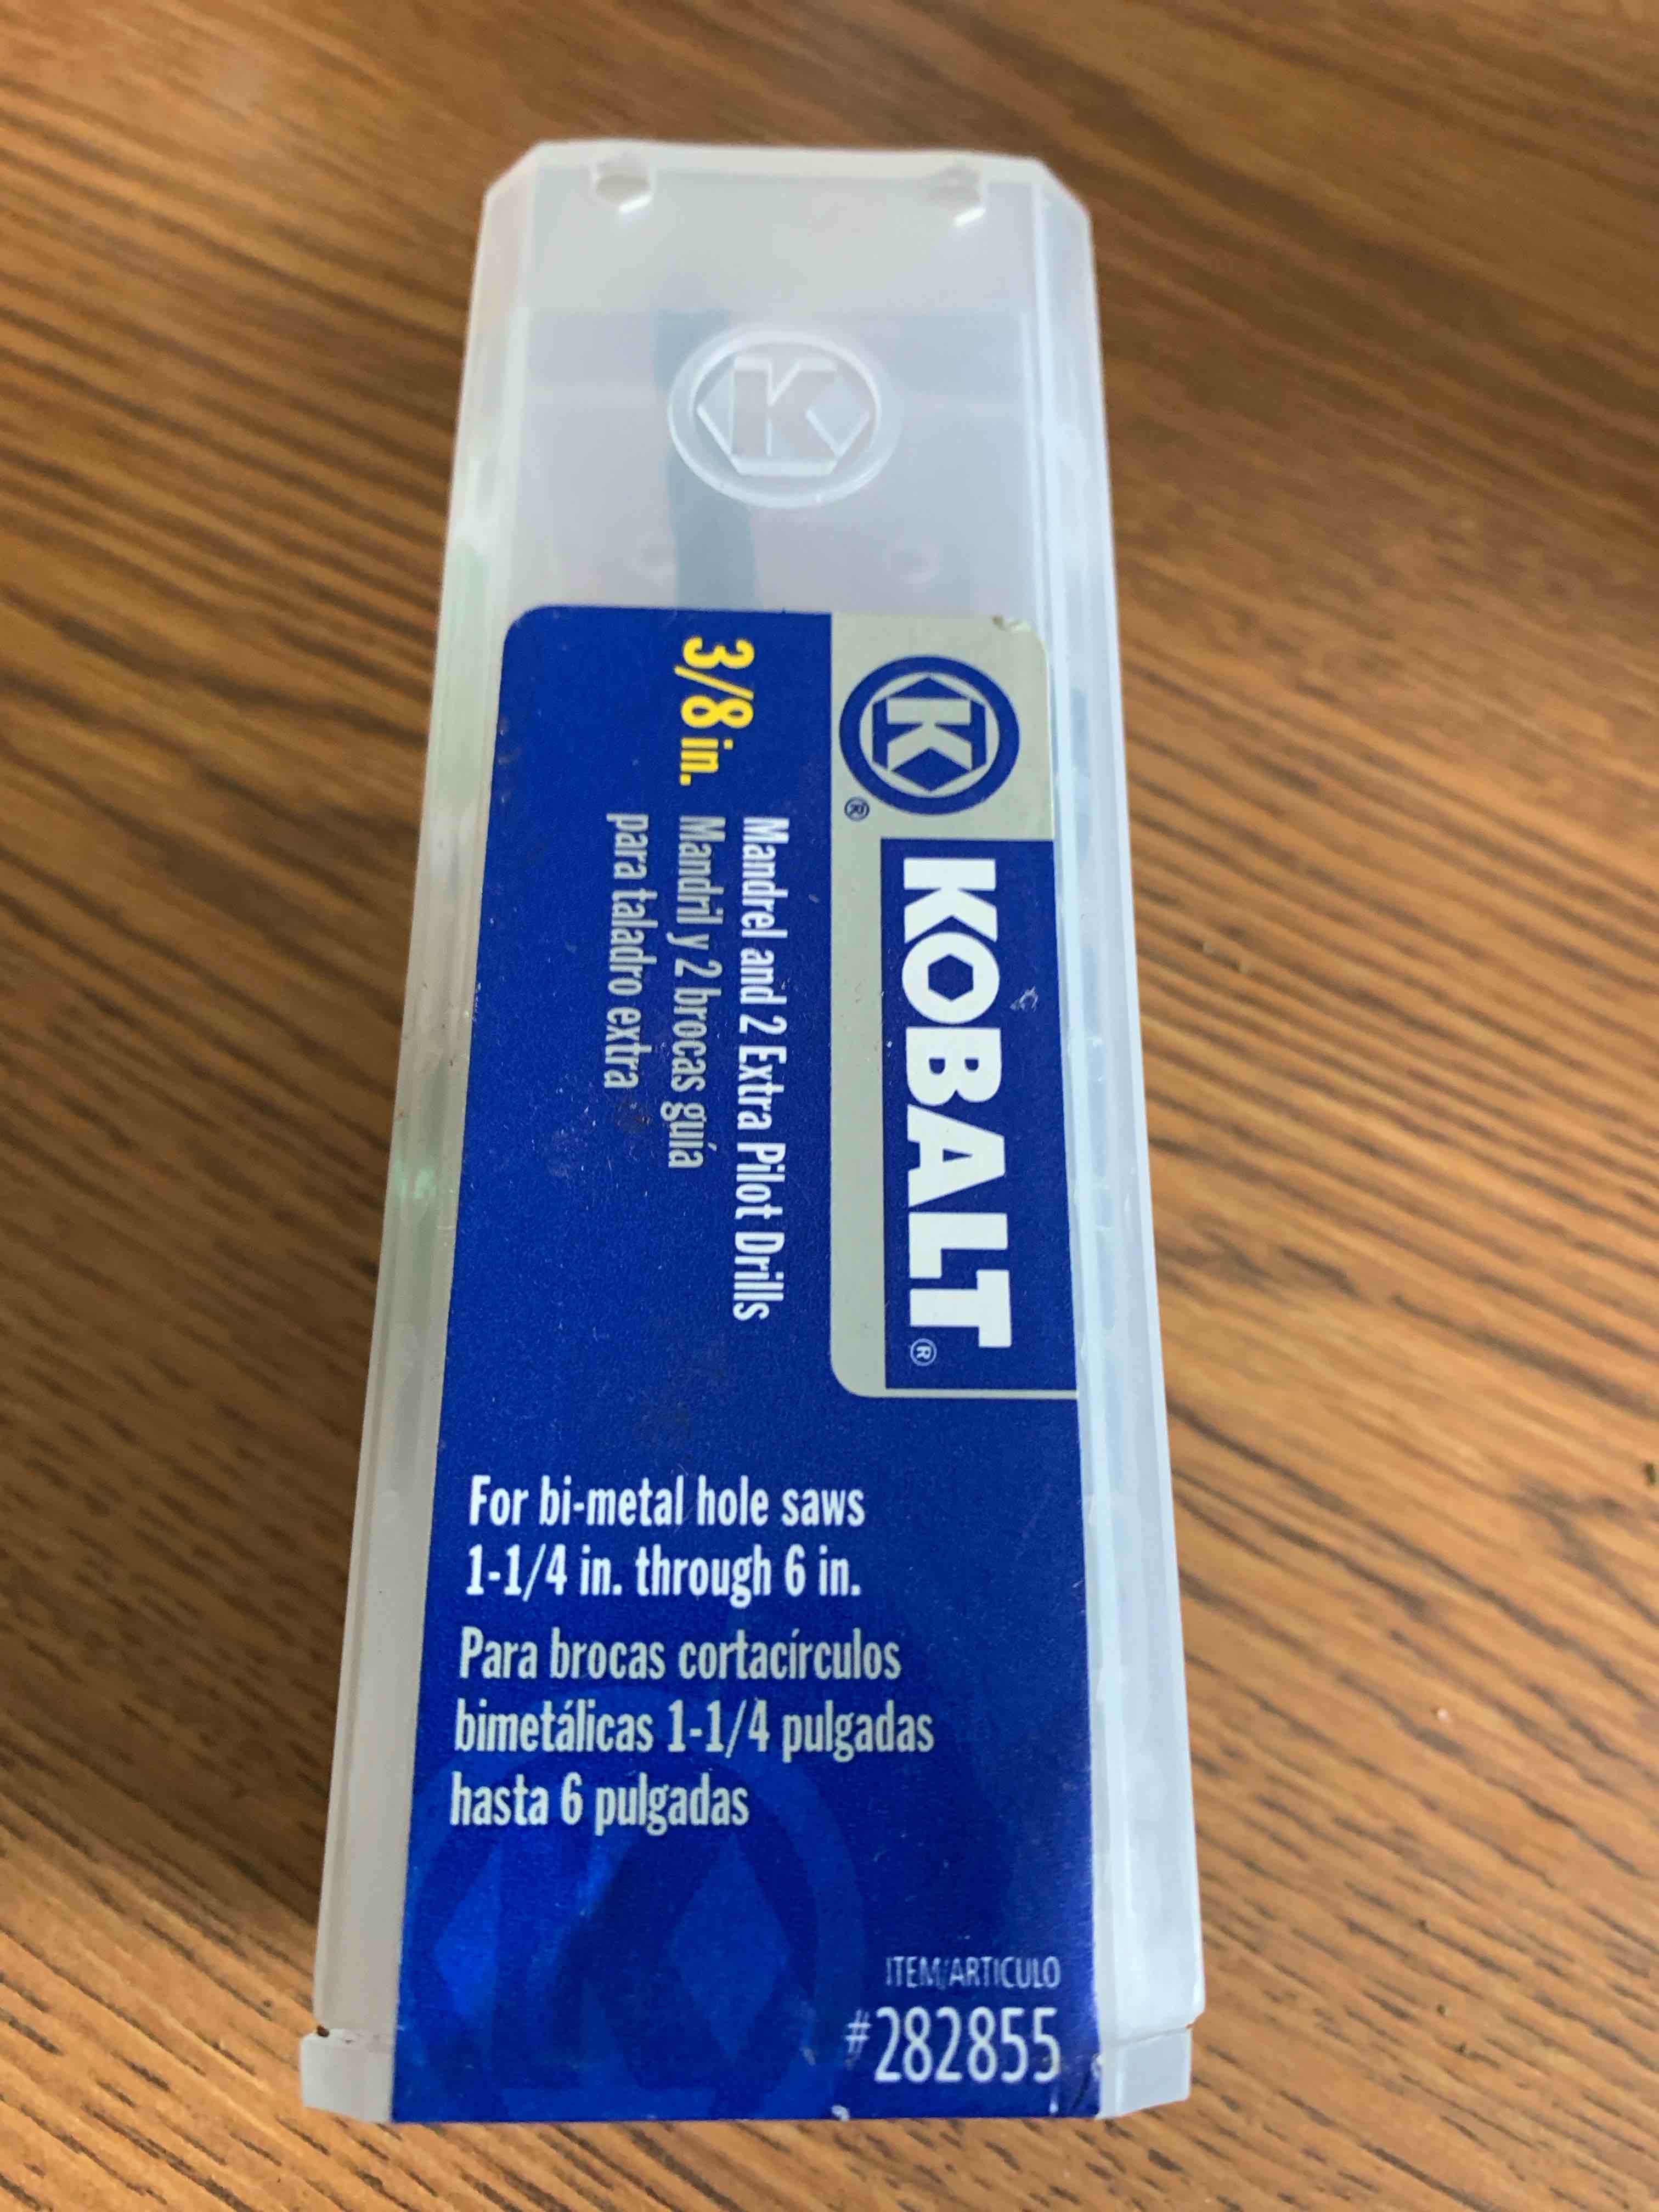 K
K®
KOBALT®
3/8 in.
Mandrel and 2 Extra Pilot Drills
Mandril y 2 brocas guía
para taladro extra
For bi-metal hole saws
1-1/4 in. through 6 in.
Para brocas cortacírculos
bimetálicas 1-1/4 pulgadas
hasta 6 pulgadas
ITEM/ARTICULO
#282855